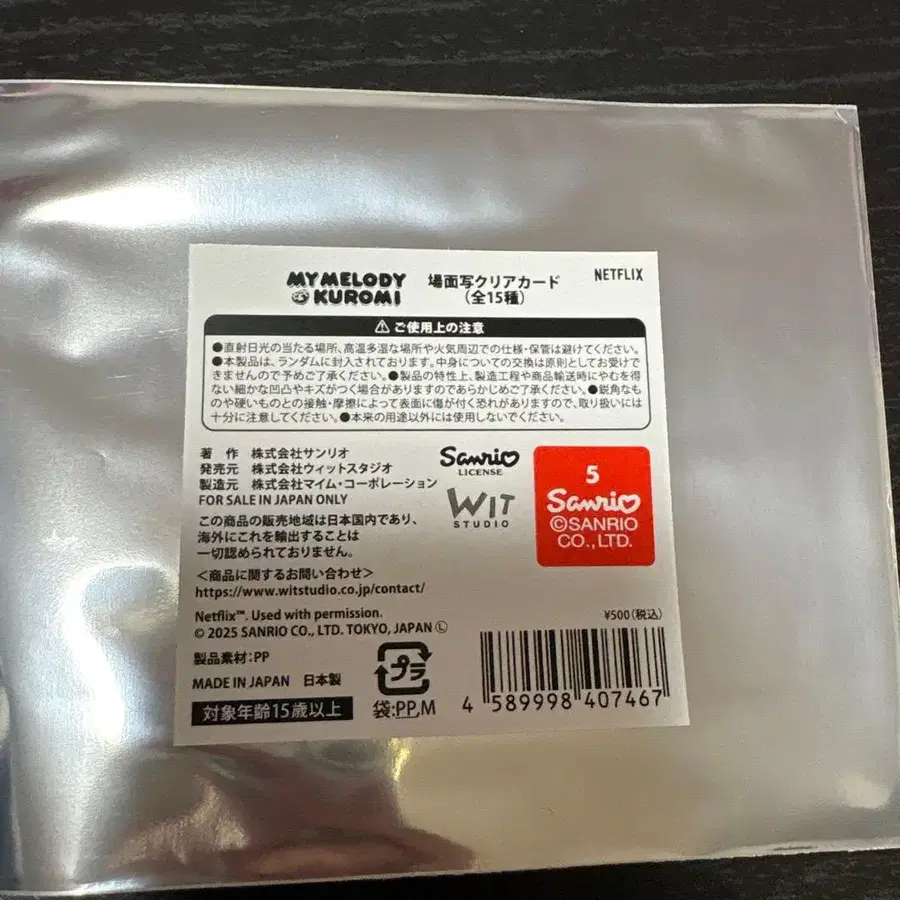 MY MELODY
KUROMI
場面写クリアカード
(全15種)
NETFLIX
⚠ご使用上の注意
●直射日光の当たる場所、高温多湿な場所や火気周辺での仕様・保管は避けてください。
●本製品は、ランダムに封入されております。中身についての交換は原則としてお受けで
きませんので予めご了承ください。●製品の特性上、製造工程や商品輸送時にやむを得
ない細かな凹凸やキズがつく場合がありますのであらかじめご了承ください。●鋭角なも
のや硬いものとの接触・摩擦によって表面に傷が付く恐れがありますので、取り扱いには
十分に注意してください。●本来の用途以外には使用しないでください。
著 作 株式会社サンリオ
発売元 株式会社ウィットスタジオ
製造元 株式会社マイム・コーポレーション
FOR SALE IN JAPAN ONLY
この商品の販売地域は日本国内であり、
海外にこれを輸出することは
一切認められておりません。
<商品に関するお問い合わせ>
https://www.witstudio.co.jp/contact/
Netflix™. Used with permission.
© 2025 SANRIO CO., LTD. TOKYO, JAPAN Ⓛ
製品素材:PP
MADE IN JAPAN 日本製
対象年齢15歳以上
Sanrio
LICENSE
WIT
STUDIO
5
Sanrio
©SANRIO
CO.,LTD.
¥500(税込)
プラ
袋:PP,M
4 589998 407467